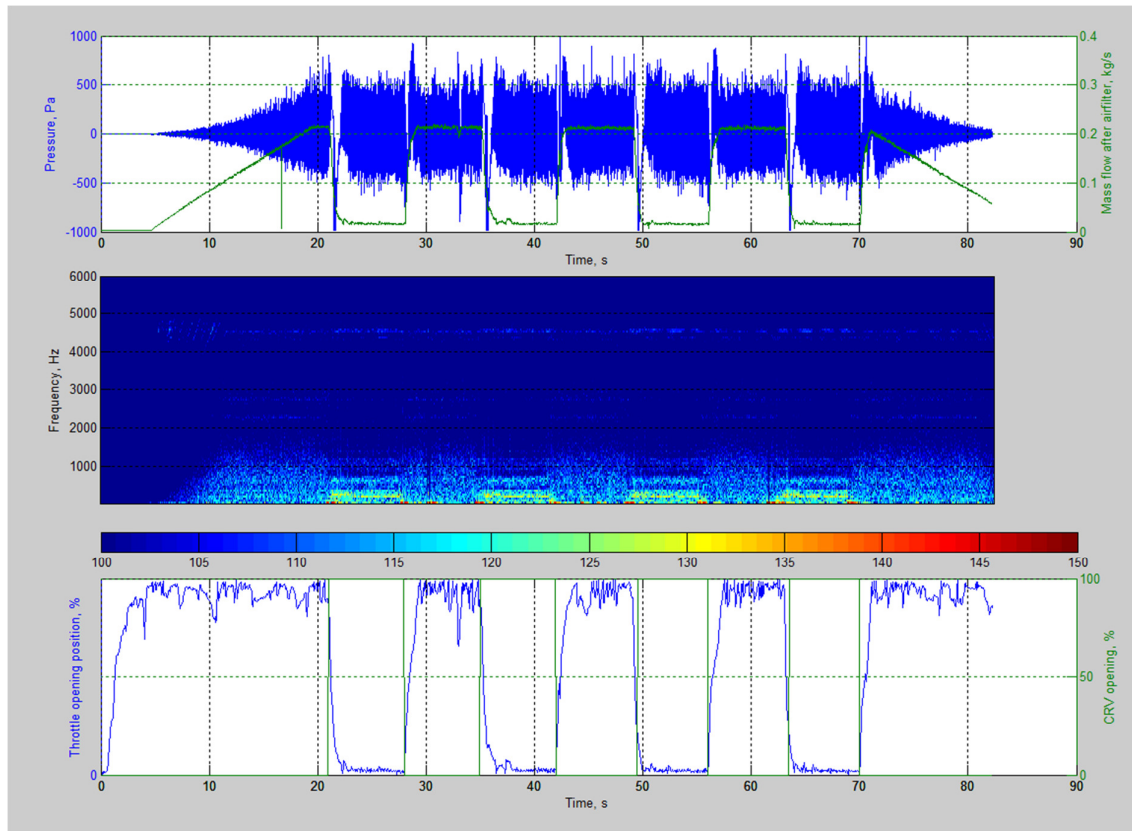 1000
500
0
-500
-1000
Pressure, Pa
0.4
0.3
0.2
0.1
0
Mass flow after airfilter, kg/s
0 10 20 30 40 50 60 70 80 90
Time, s
6000
5000
4000
3000
2000
1000
Frequency, Hz
100 105 110 115 120 125 130 135 140 145 150
Throttle opening position, %
0
100
50
0
CRV opening, %
0 10 20 30 40 50 60 70 80 90
Time, s